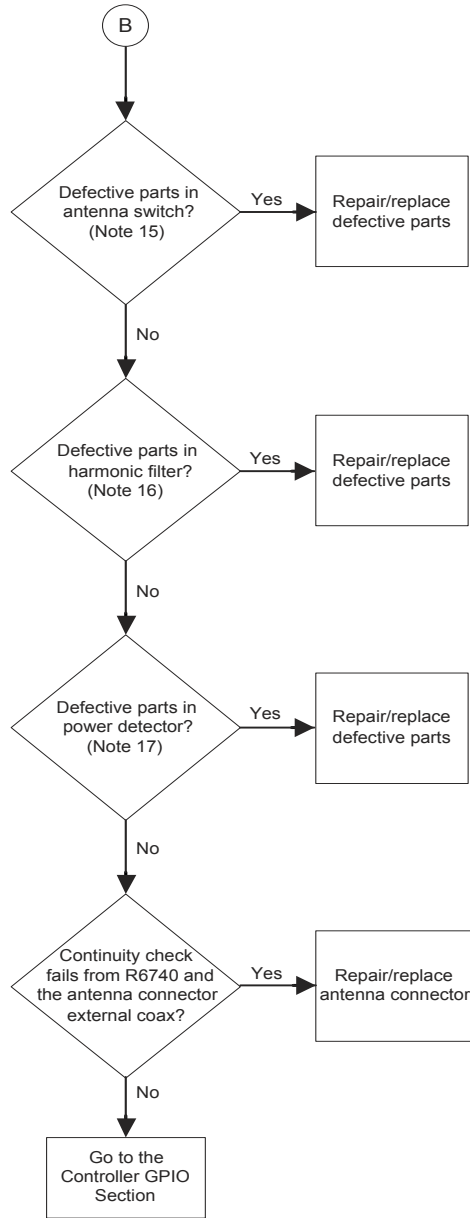 B
Defective parts in
antenna switch?
(Note 15)
Yes
Repair/replace
defective parts
No
Defective parts in
harmonic filter?
(Note 16)
Yes
Repair/replace
defective parts
No
Defective parts in
power detector?
(Note 17)
Yes
Repair/replace
defective parts
No
Continuity check
fails from R6740 and
the antenna connector
external coax?
Yes
Repair/replace
antenna connector
No
Go to the
Controller GPIO
Section